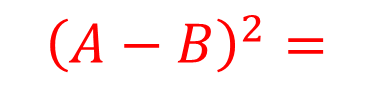 (A − B)² =